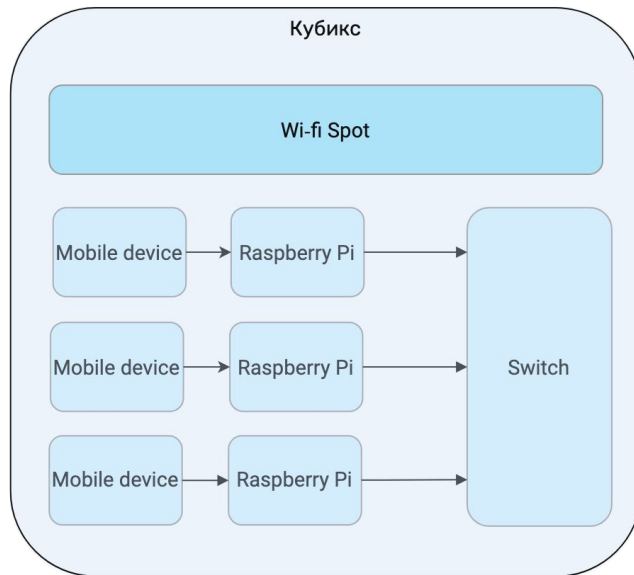 Кубикс
Wi-fi Spot
Mobile device
Raspberry Pi
Mobile device
Raspberry Pi
Switch
Mobile device
Raspberry Pi